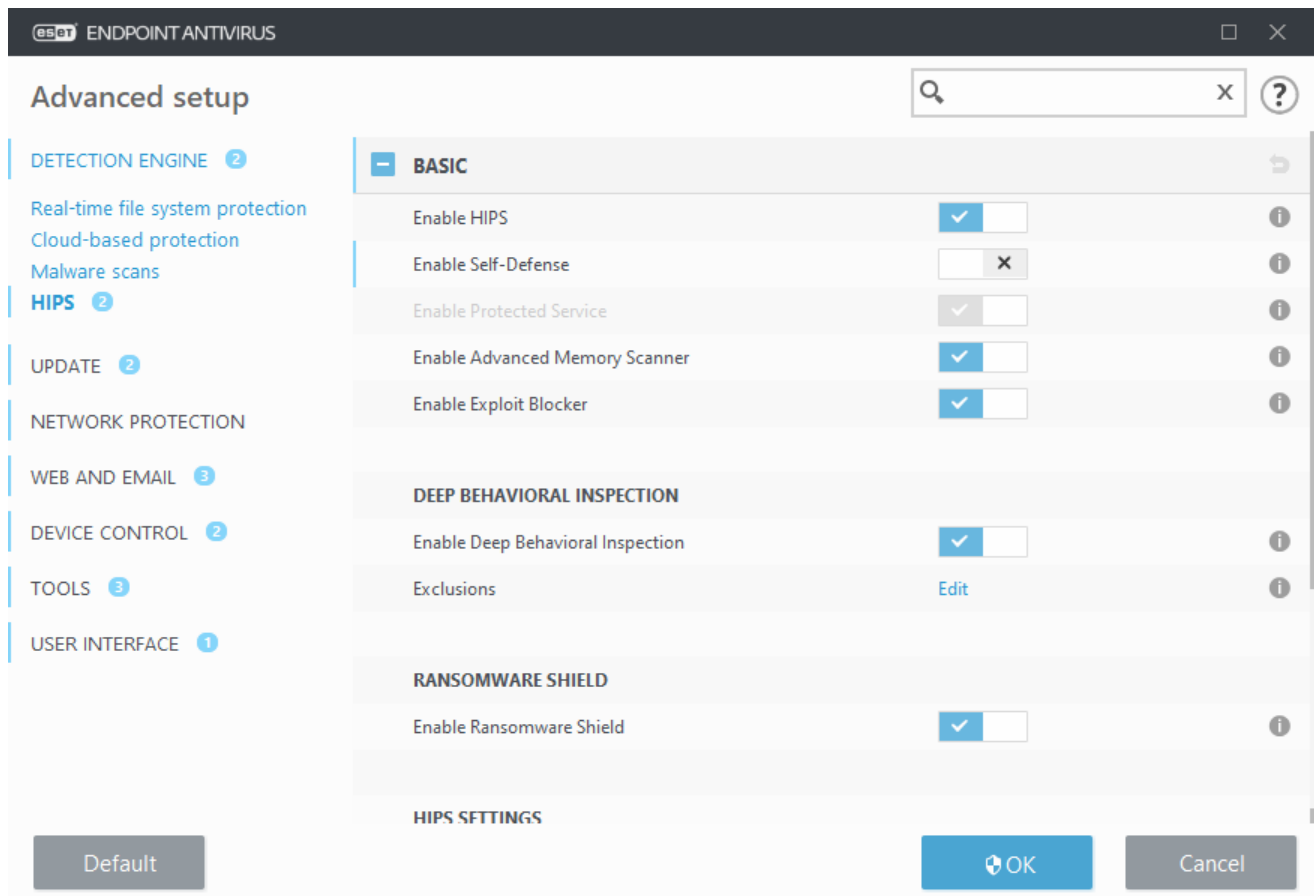 eset ENDPOINT ANTIVIRUS
Advanced setup
DETECTION ENGINE 2
Real-time file system protection
Cloud-based protection
Malware scans
HIPS 2
UPDATE 2
NETWORK PROTECTION
WEB AND EMAIL 3
DEVICE CONTROL 2
TOOLS 3
USER INTERFACE 1
BASIC
Enable HIPS
Enable Self-Defense
Enable Protected Service
Enable Advanced Memory Scanner
Enable Exploit Blocker
DEEP BEHAVIORAL INSPECTION
Enable Deep Behavioral Inspection
Exclusions Edit
RANSOMWARE SHIELD
Enable Ransomware Shield
HIPS SETTINGS
Default OK Cancel